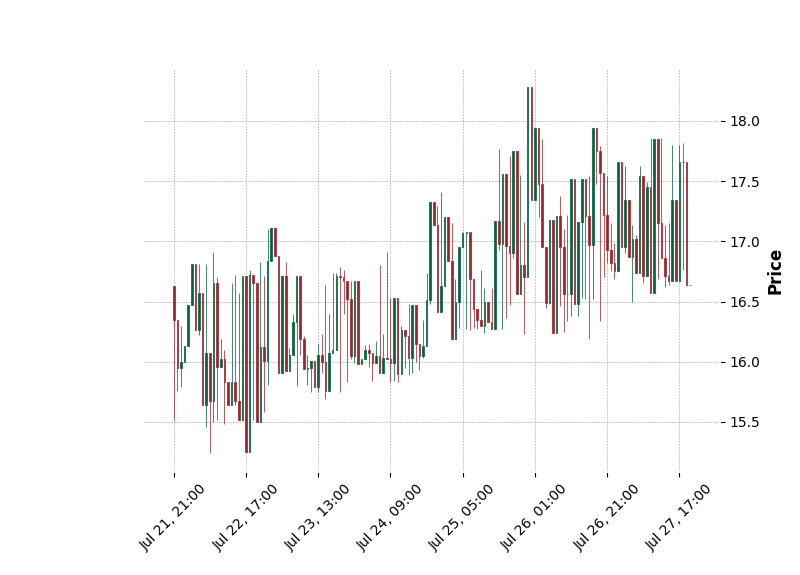 18.0
17.5
17.0
16.5
16.0
15.5
Price
Jul 21, 21:00
Jul 22, 17:00
Jul 23, 13:00
Jul 24, 09:00
Jul 25, 05:00
Jul 26, 01:00
Jul 26, 21:00
Jul 27, 17:00